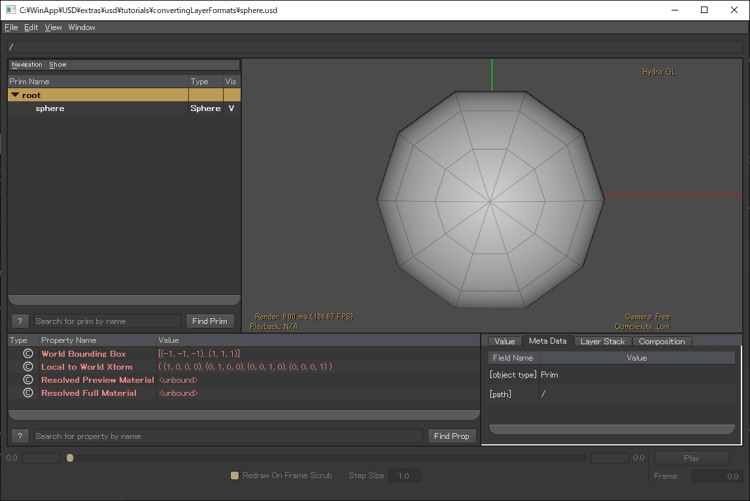 C:¥WinApp¥USD¥extras¥usd¥tutorials¥convertingLayerFormats¥sphere.usd
File Edit View Window
/
Navigation Show
Prim Name Type Vis
root
sphere Sphere V
Hydra: GL
Render: 6.00 ms (166.67 FPS)
Playback: N/A
Camera: Free
Complexity: Low
? Search for prim by name Find Prim
Type Property Name Value
C World Bounding Box [(-1, -1, -1)...(1, 1, 1)]
C Local to World Xform ( (1, 0, 0, 0), (0, 1, 0, 0), (0, 0, 1, 0), (0, 0, 0, 1) )
C Resolved Preview Material <unbound>
C Resolved Full Material <unbound>
? Search for property by name Find Prop
Value Meta Data Layer Stack Composition
Field Name Value
[object type] Prim
[path] /
0.0 0.0 Play
Redraw On Frame Scrub Step Size 1.0 Frame: 0.0